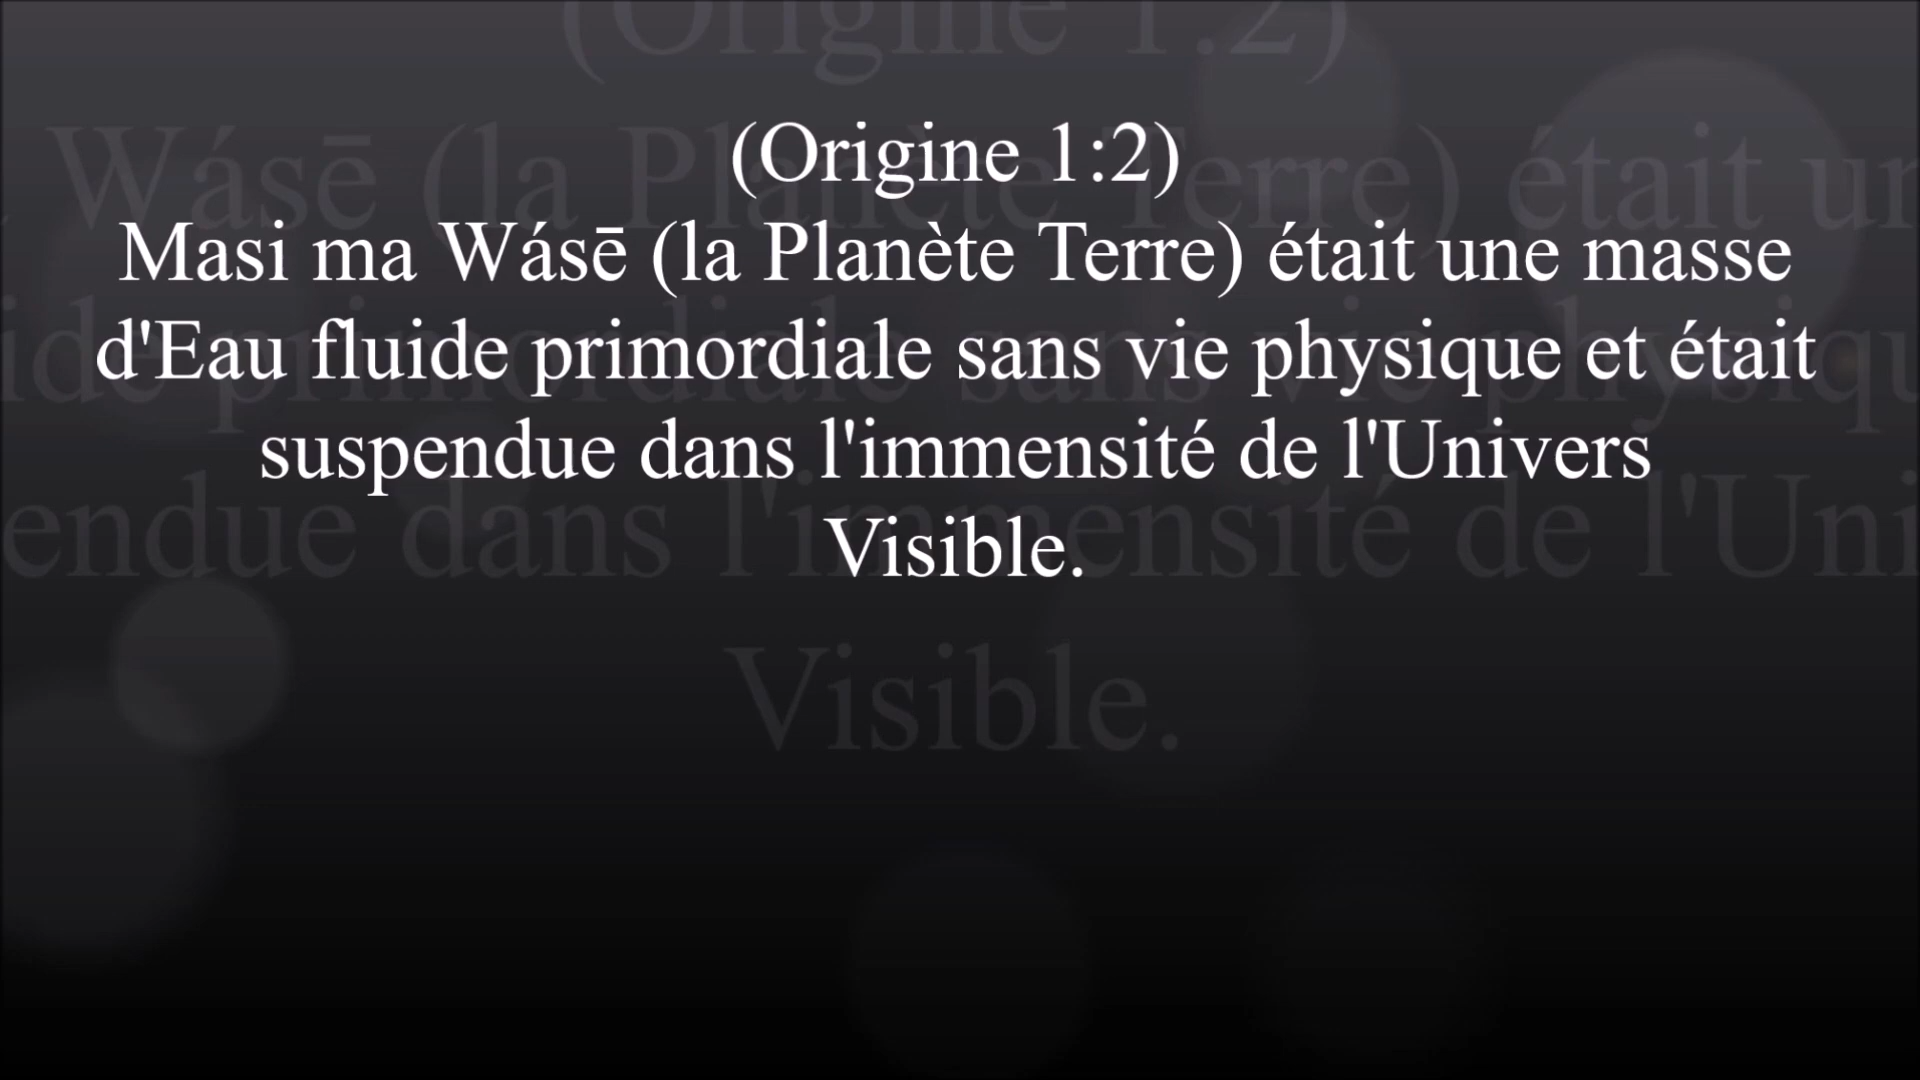 (Origine 1:2)
Masi ma Wásē (la Planète Terre) était une masse
d'Eau fluide primordiale sans vie physique et était
suspendue dans l'immensité de l'Univers
Visible.